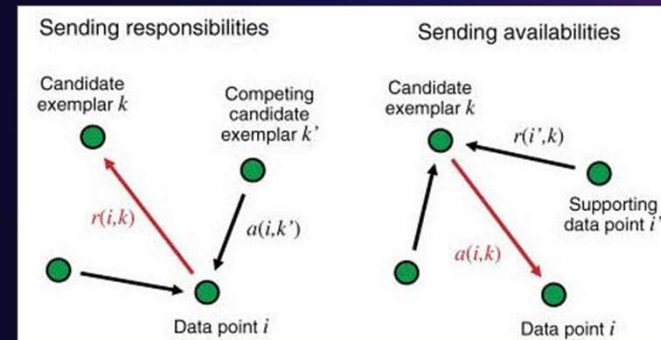 Sending responsibilities
Candidate
exemplar k
Competing
candidate
exemplar k'
r(i,k)
a(i,k')
Data point i
Sending availabilities
Candidate
exemplar k
r(i',k)
Supporting
data point i'
a(i,k)
Data point i